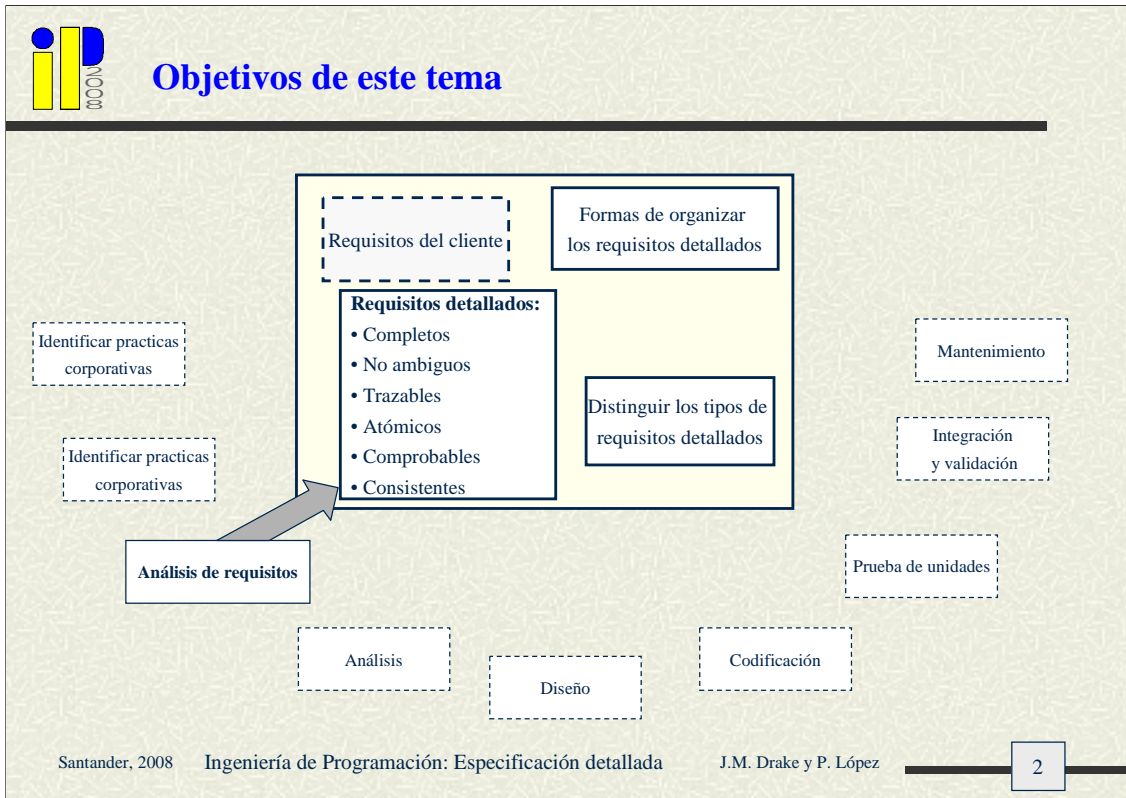 iIP
2008
Objetivos de este tema
Requisitos del cliente
Formas de organizar
los requisitos detallados
Requisitos detallados:
• Completos
• No ambiguos
• Trazables
• Atómicos
• Comprobables
• Consistentes
Distinguir los tipos de
requisitos detallados
Identificar practicas
corporativas
Identificar practicas
corporativas
Análisis de requisitos
Análisis
Diseño
Codificación
Prueba de unidades
Integración
y validación
Mantenimiento
Santander, 2008
Ingeniería de Programación: Especificación detallada
J.M. Drake y P. López
2